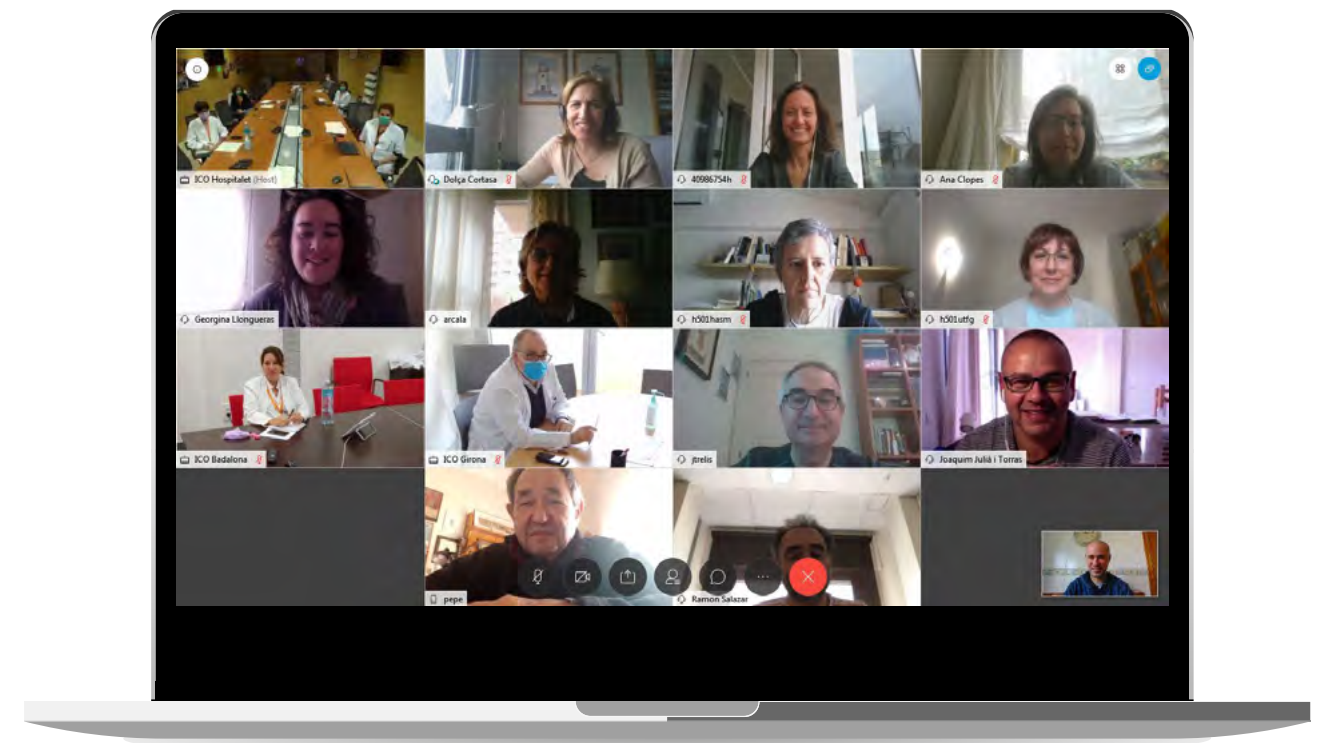 ICO Hospitalet (Host)
Dolça Cortasa
40986754h
Ana Clopes
Georgina Llongueras
arcala
h501hasm
h501utfg
ICO Badalona
ICO Girona
jtrelis
Joaquim Julià i Torras
pepe
Ramon Salazar